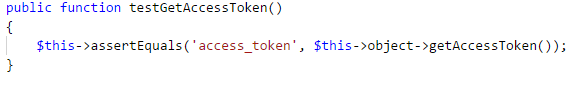 public function testGetAccessToken()
{
    $this->assertEquals('access_token', $this->object->getAccessToken());
}